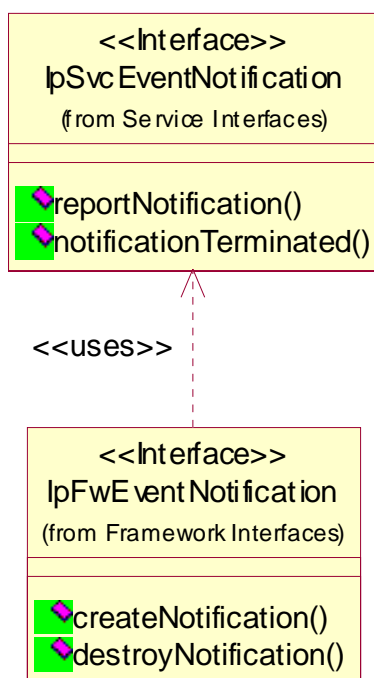 <<Interface>>
IpSvcEventNotification
(from Service Interfaces)
reportNotification()
notificationTerminated()
<<uses>>
<<Interface>>
IpFwEventNotification
(from Framework Interfaces)
createNotification()
destroyNotification()